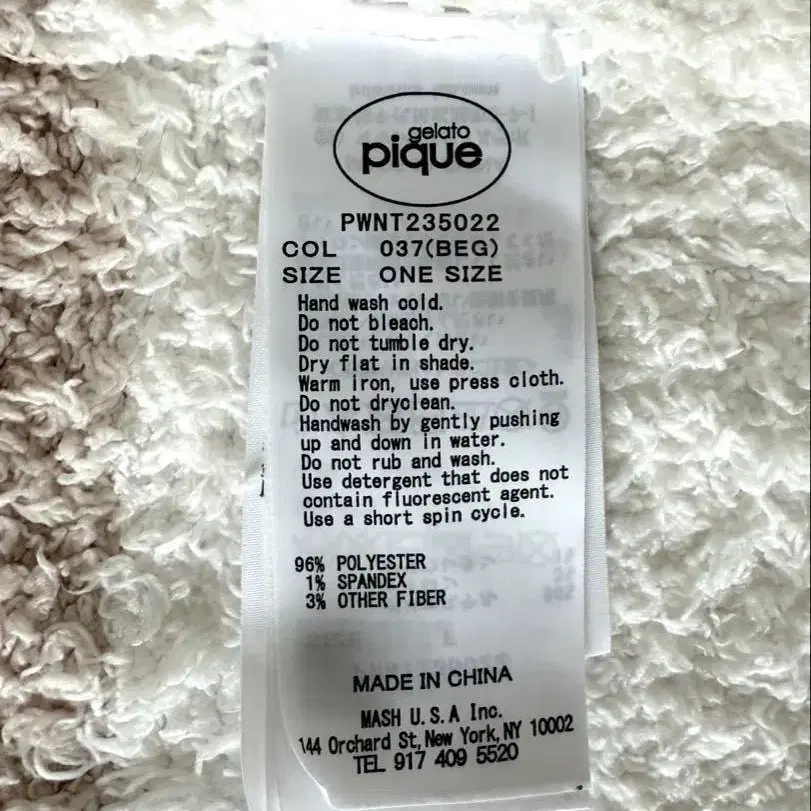 gelato
pique
PWNT235022
COL 037(BEG)
SIZE ONE SIZE
Hand wash cold.
Do not bleach.
Do not tumble dry.
Dry flat in shade.
Warm iron, use press cloth.
Do not dryclean.
Handwash by gently pushing
up and down in water.
Do not rub and wash.
Use detergent that does not
contain fluorescent agent.
Use a short spin cycle.
96% POLYESTER
1% SPANDEX
3% OTHER FIBER
MADE IN CHINA
MASH U.S.A Inc.
144 Orchard St, New York, NY 10002
TEL 917 409 5520